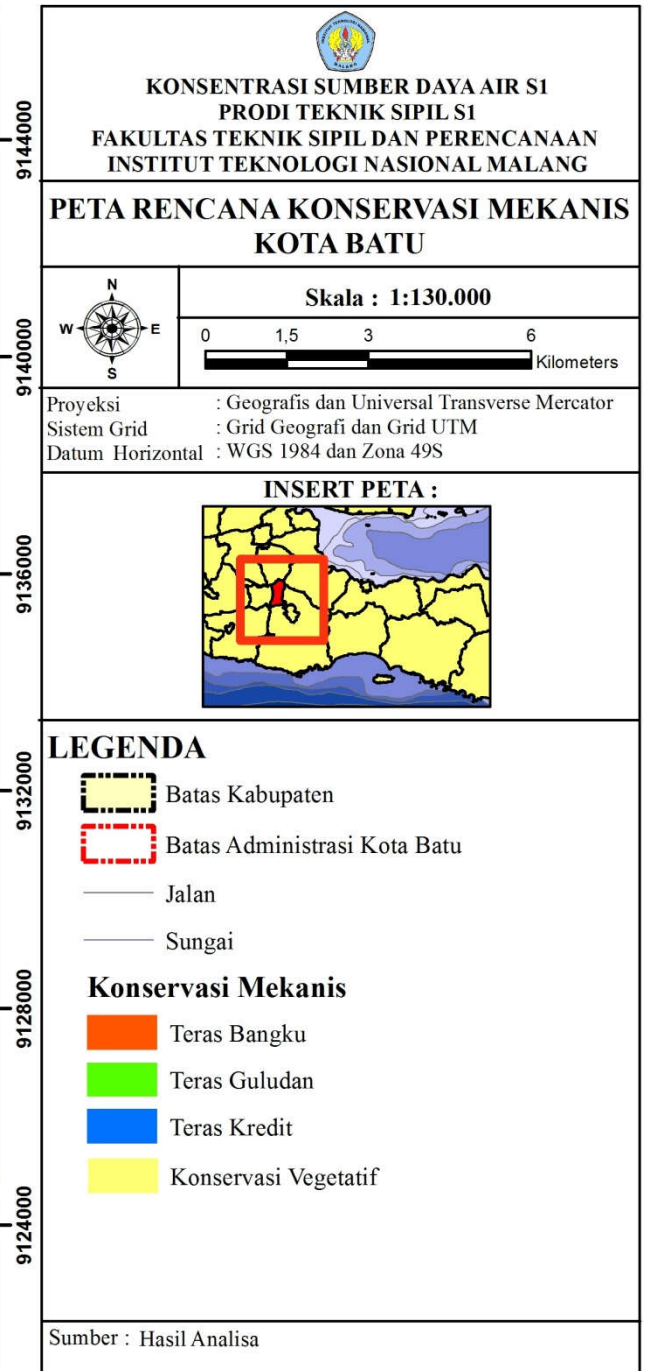 KONSENTRASI SUMBER DAYA AIR S1
PRODI TEKNIK SIPIL S1
FAKULTAS TEKNIK SIPIL DAN PERENCANAAN
INSTITUT TEKNOLOGI NASIONAL MALANG
PETA RENCANA KONSERVASI MEKANIS
KOTA BATU
N
W E
S
Skala : 1:130.000
0 1,5 3 6
Kilometers
Proyeksi : Geografis dan Universal Transverse Mercator
Sistem Grid : Grid Geografi dan Grid UTM
Datum Horizontal : WGS 1984 dan Zona 49S
INSERT PETA :
LEGENDA
Batas Kabupaten
Batas Administrasi Kota Batu
Jalan
Sungai
Konservasi Mekanis
Teras Bangku
Teras Guludan
Teras Kredit
Konservasi Vegetatif
Sumber : Hasil Analisa
9144000
9140000
9136000
9132000
9128000
9124000